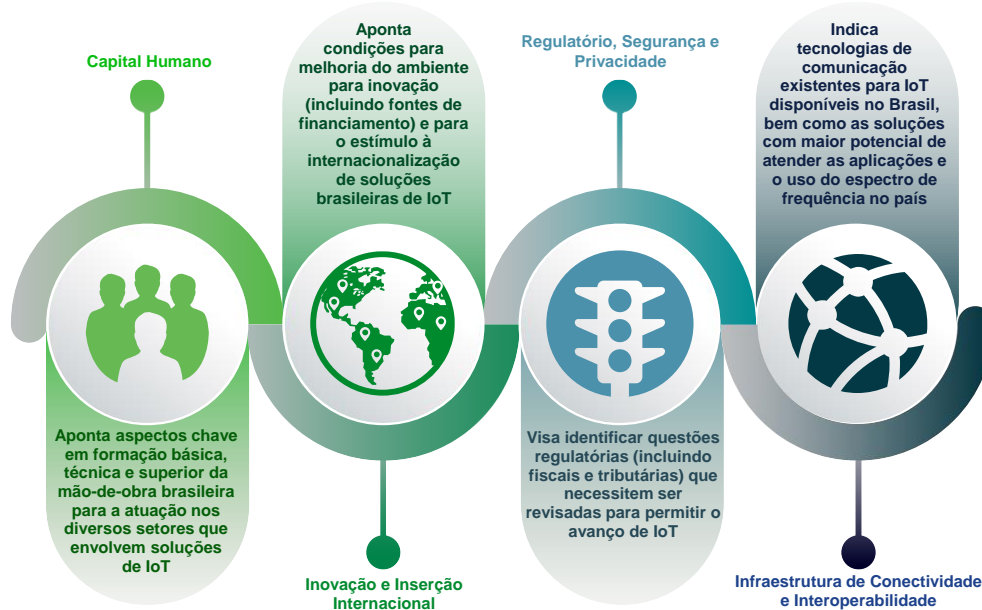 Capital Humano
Aponta aspectos chave
em formação básica,
técnica e superior da
mão-de-obra brasileira
para a atuação nos
diversos setores que
envolvem soluções
de IoT
Aponta
condições para
melhoria do ambiente
para inovação
(incluindo fontes de
financiamento) e para
o estímulo à
internacionalização
de soluções
brasileiras de IoT
Inovação e Inserção
Internacional
Regulatório, Segurança e
Privacidade
Visa identificar questões
regulatórias (incluindo
fiscais e tributárias) que
necessitem ser
revisadas para permitir o
avanço de IoT
Indica
tecnologias de
comunicação
existentes para IoT
disponíveis no Brasil,
bem como as soluções
com maior potencial de
atender as aplicações e
o uso do espectro de
frequência no país
Infraestrutura de Conectividade
e Interoperabilidade